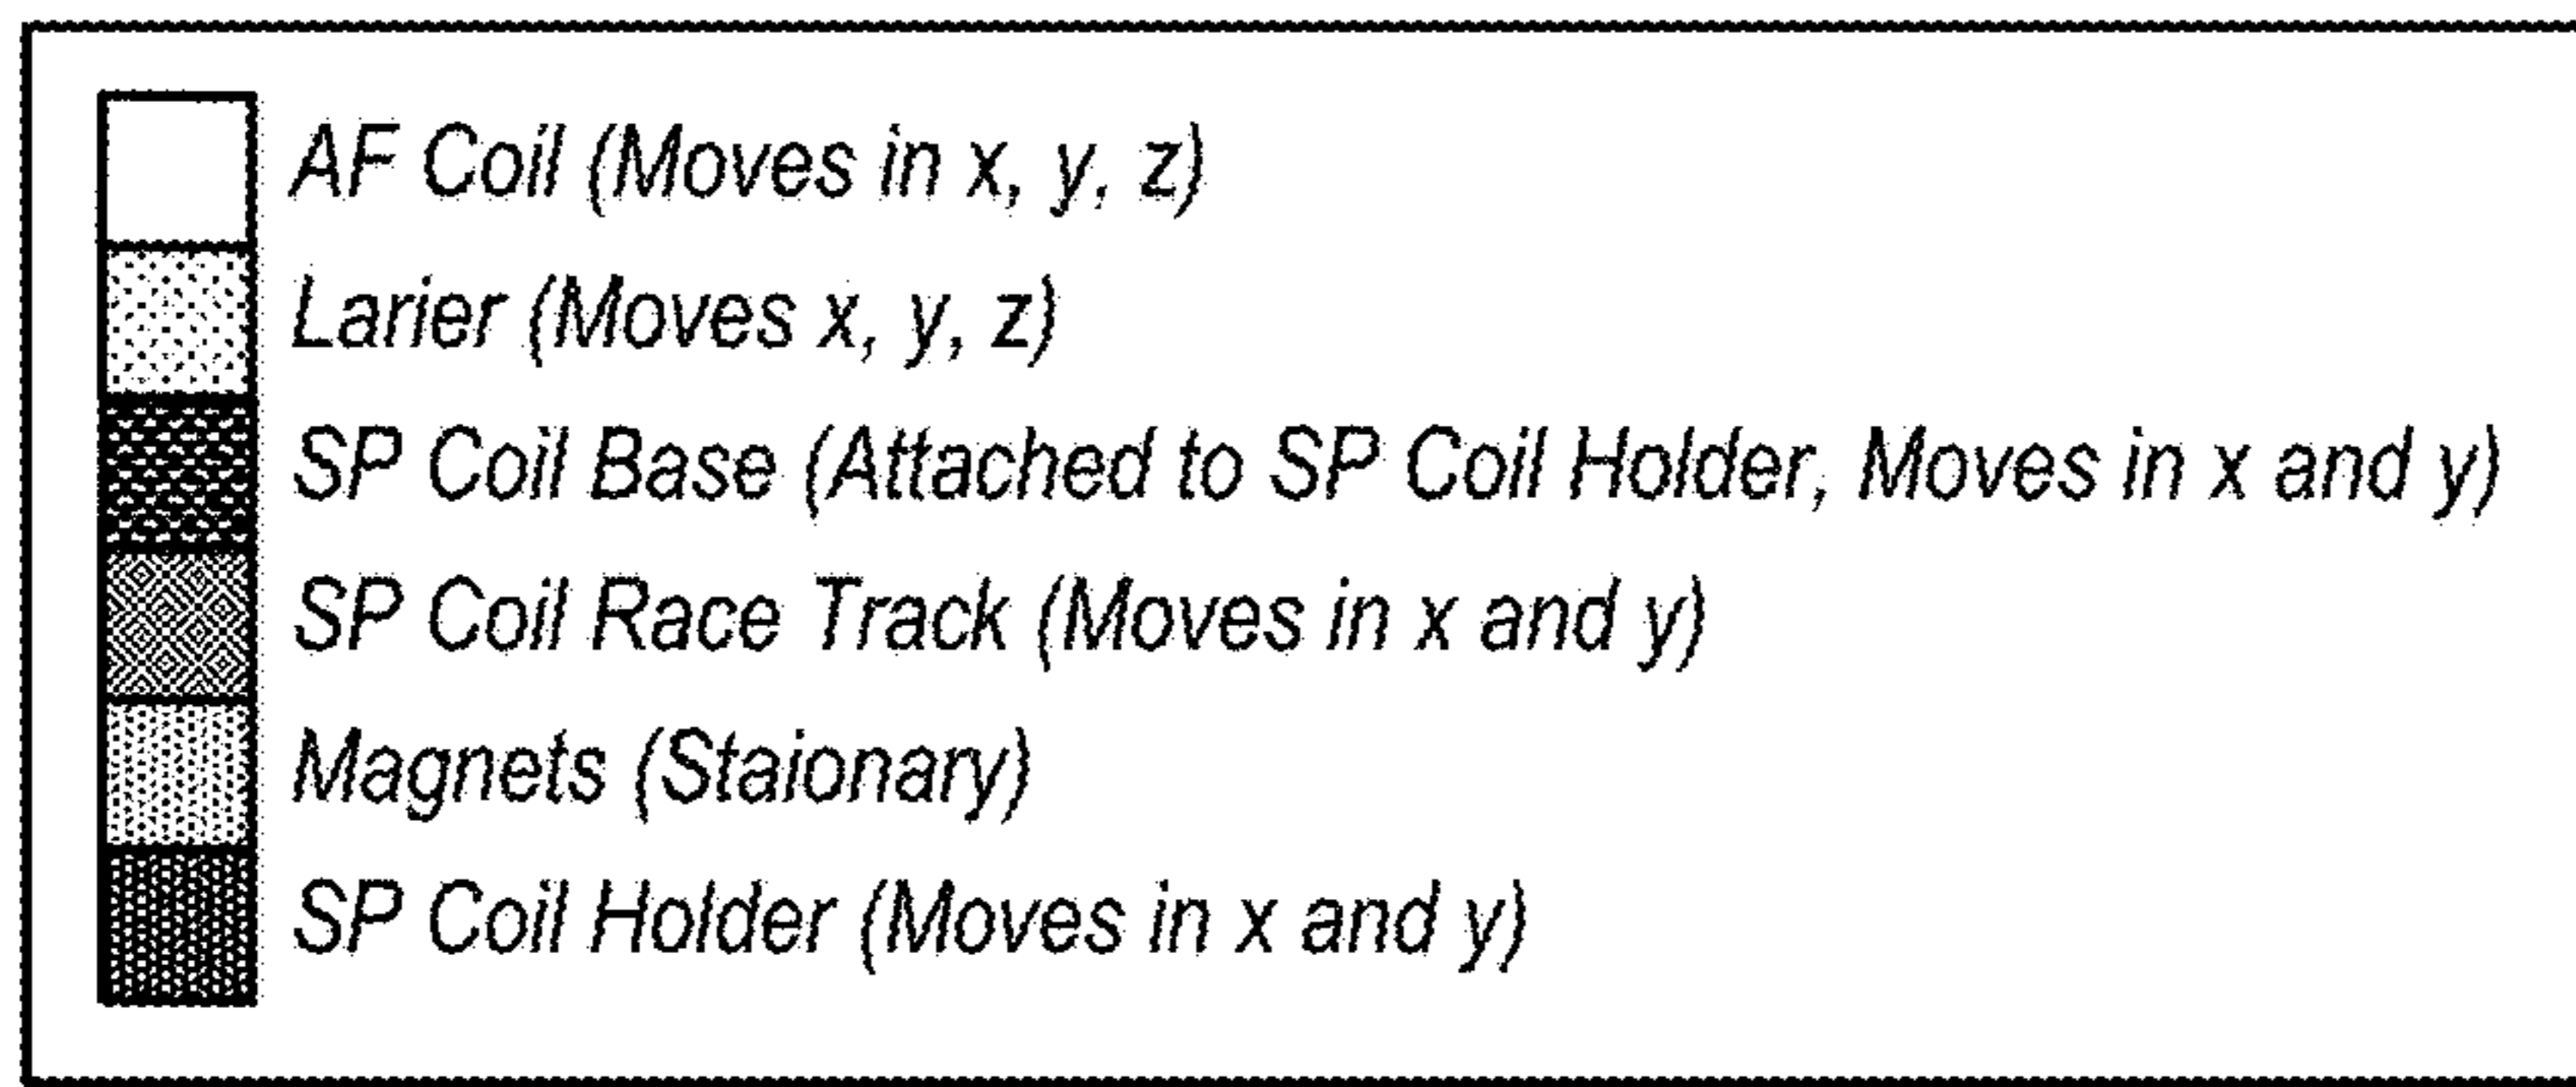 AF Coil (Moves in x, y, z)
Larier (Moves x, y, z)
SP Coil Base (Attached to SP Coil Holder, Moves in x and y)
SP Coil Race Track (Moves in x and y)
Magnets (Staionary)
SP Coil Holder (Moves in x and y)